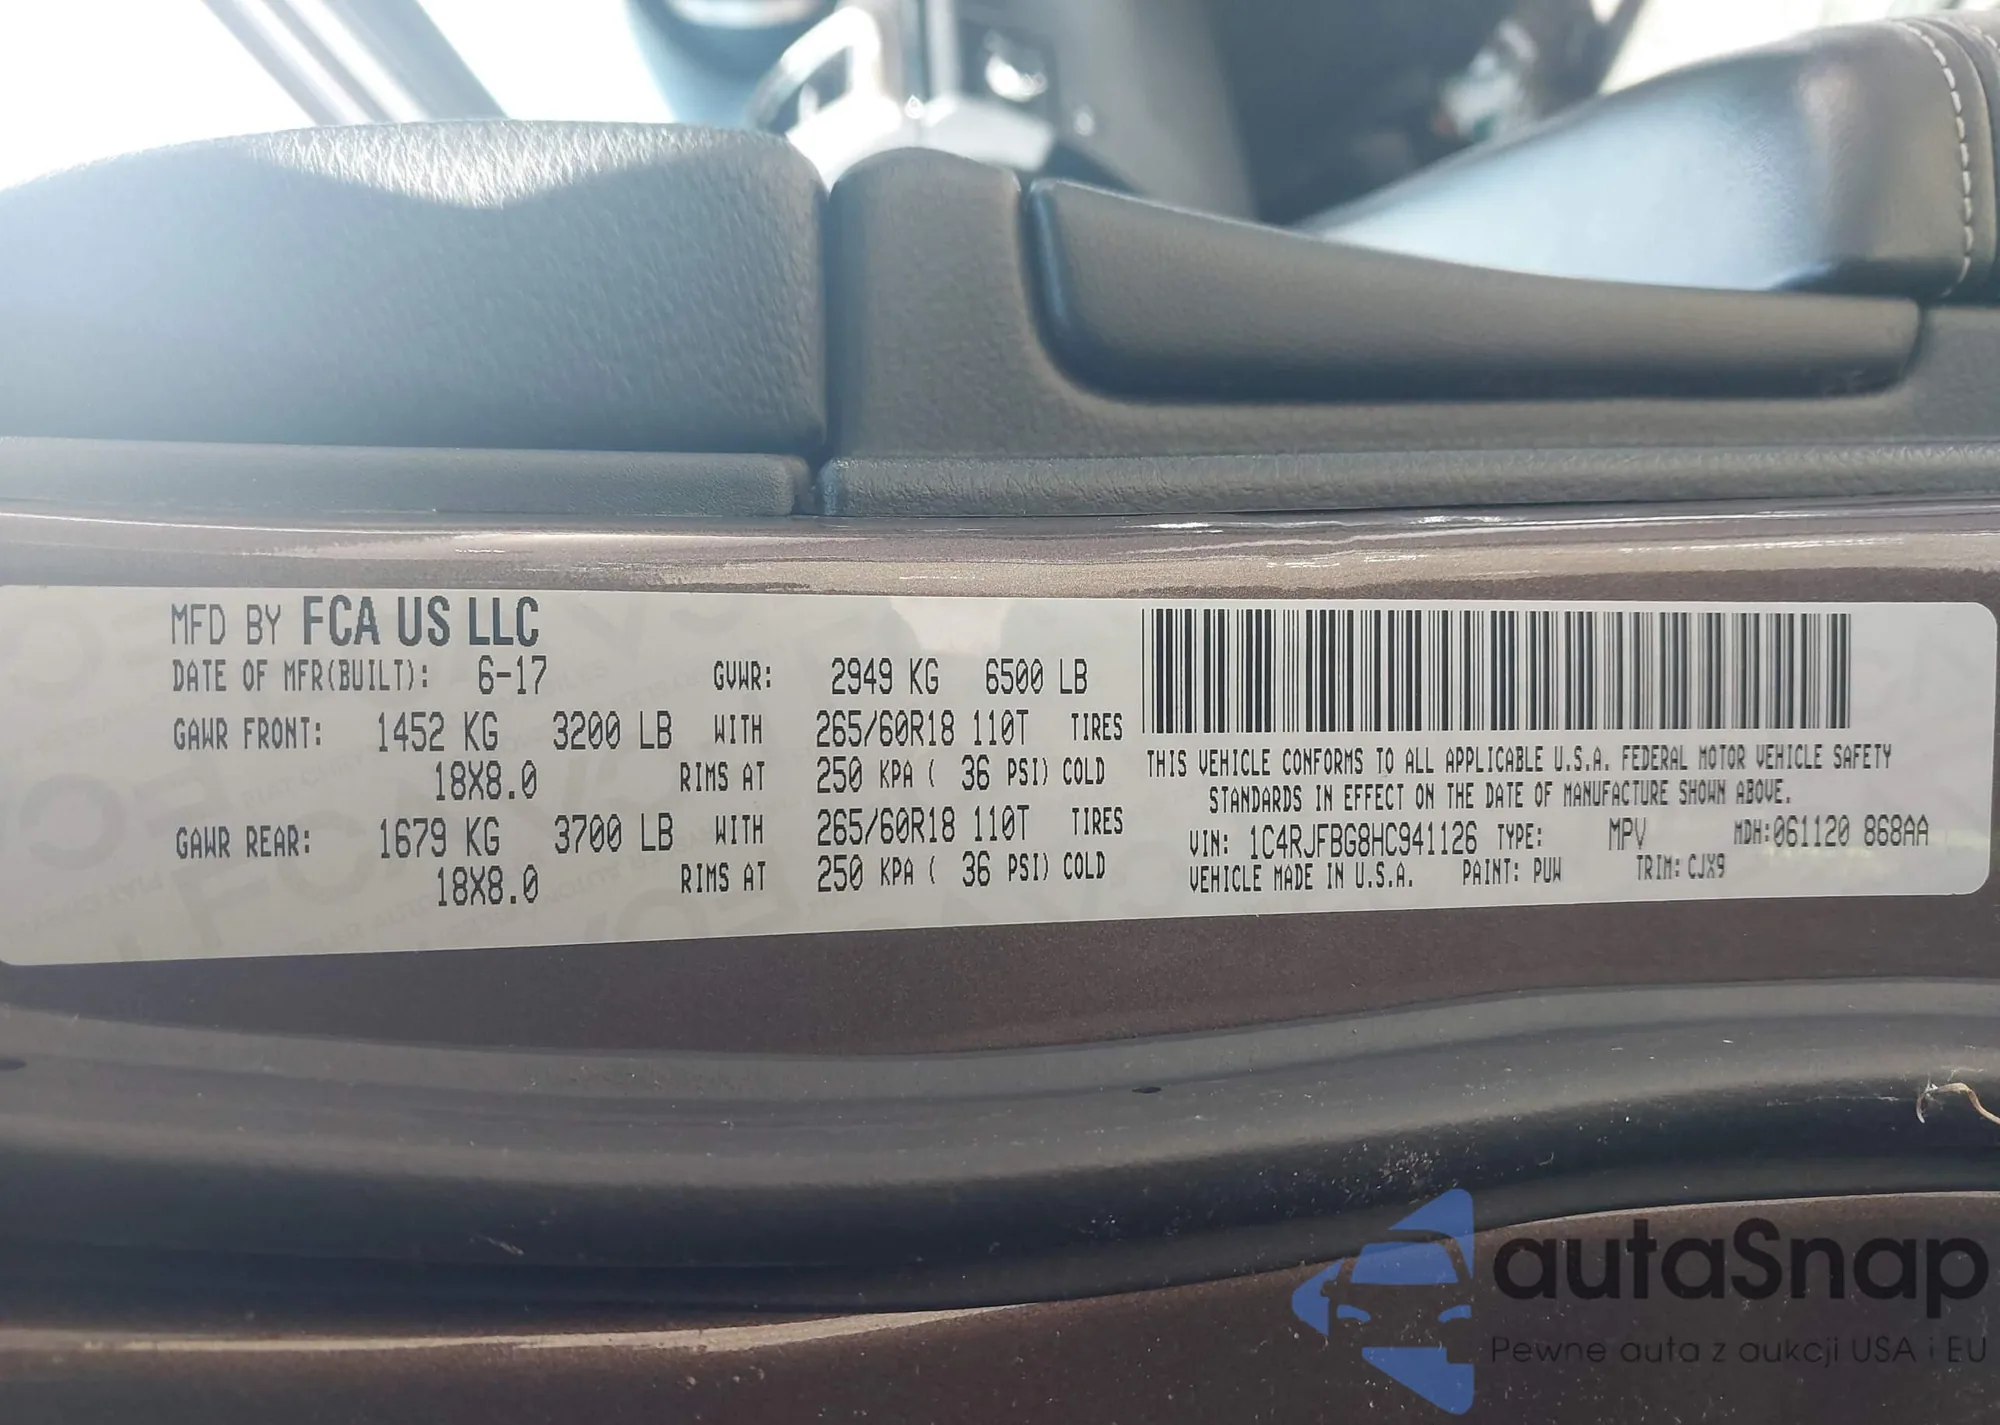 MFD BY FCA US LLC
DATE OF MFR(BUILT): 6-17 GVWR: 2949 KG 6500 LB
GAWR FRONT: 1452 KG 3200 LB WITH 265/60R18 110T TIRES
18X8.0 RIMS AT 250 KPA ( 36 PSI) COLD
GAWR REAR: 1679 KG 3700 LB WITH 265/60R18 110T TIRES
18X8.0 RIMS AT 250 KPA ( 36 PSI) COLD
THIS VEHICLE CONFORMS TO ALL APPLICABLE U.S.A. FEDERAL MOTOR VEHICLE SAFETY
STANDARDS IN EFFECT ON THE DATE OF MANUFACTURE SHOWN ABOVE.
VIN: 1C4RJFBG8HC941126 TYPE: MPV MDH:061120 868AA
VEHICLE MADE IN U.S.A. PAINT: PUW TRIM: CJX9
autaSnap
Pewne auta z aukcji USA i EU